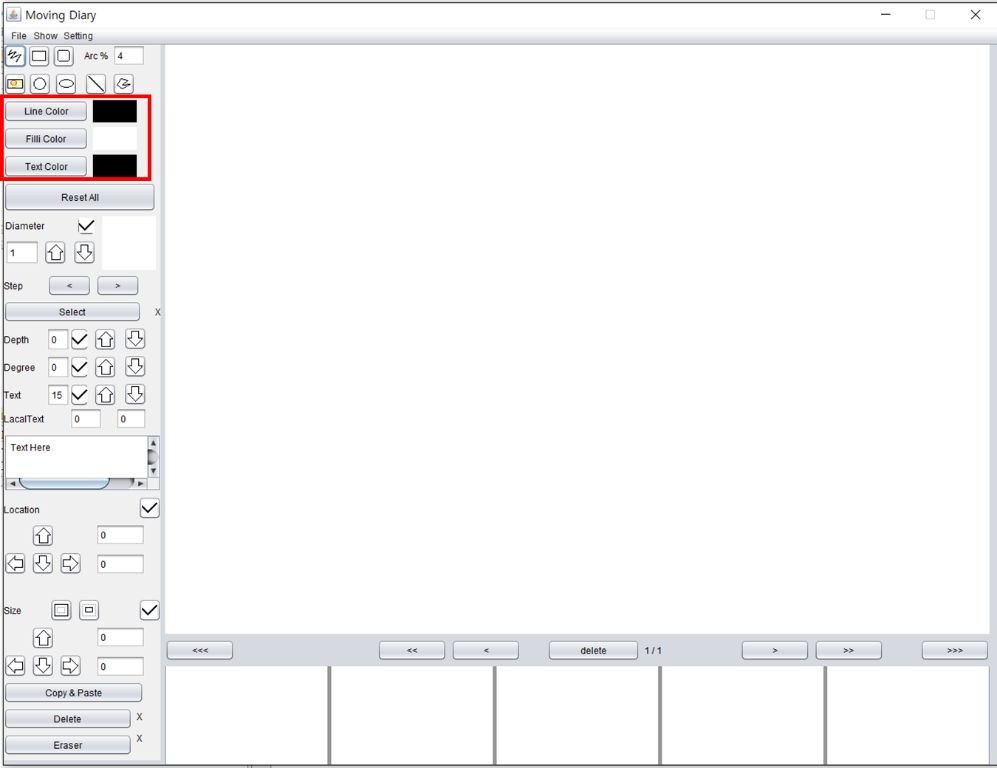 Moving Diary
File Show Setting
Arc % 4
Line Color
Filli Color
Text Color
Reset All
Diameter
1
Step < >
Select X
Depth 0
Degree 0
Text 15
LacalText 0 0
Text Here
Location
0
0
Size
0
0
Copy & Paste
Delete X
Eraser X
<<< << < delete 1 / 1 > >> >>>